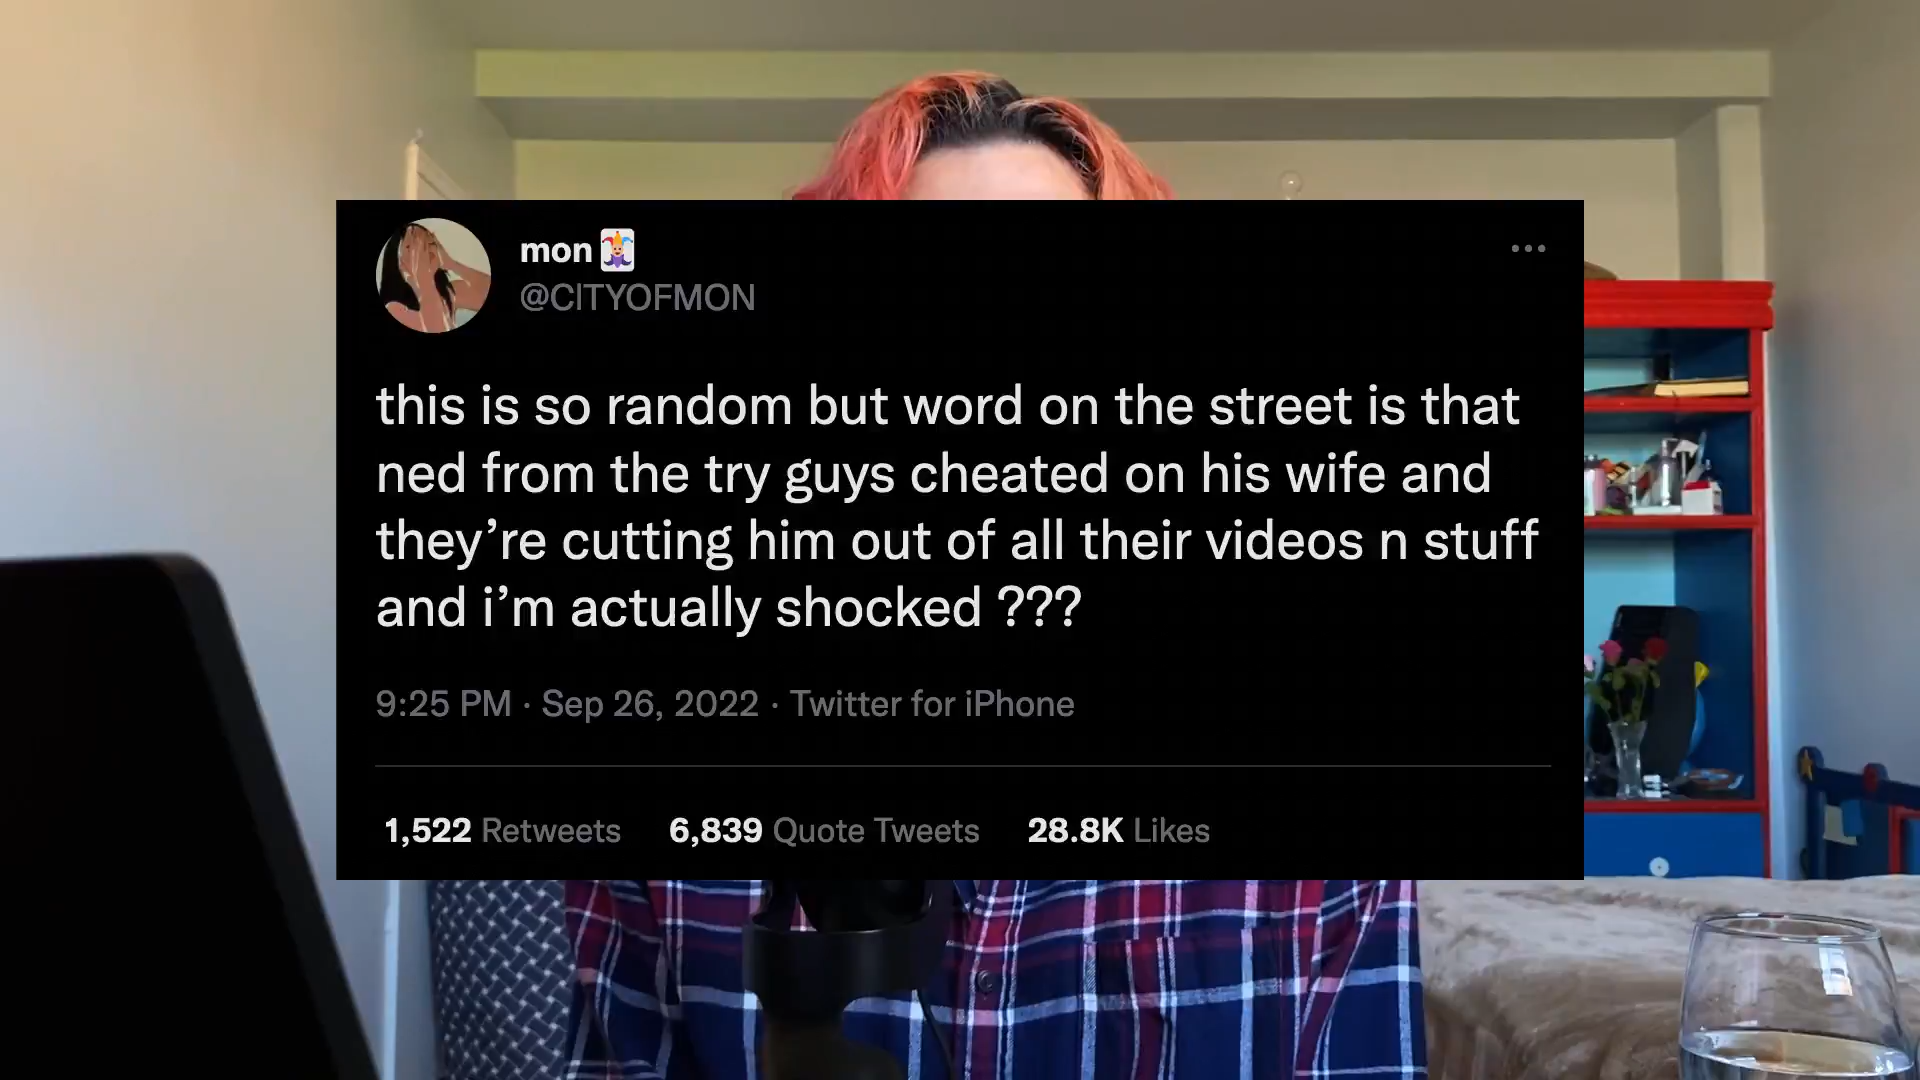 mon🃏
@CITYOFMON
this is so random but word on the street is that
ned from the try guys cheated on his wife and
they’re cutting him out of all their videos n stuff
and i’m actually shocked ???
9:25 PM · Sep 26, 2022 · Twitter for iPhone
1,522 Retweets 6,839 Quote Tweets 28.8K Likes